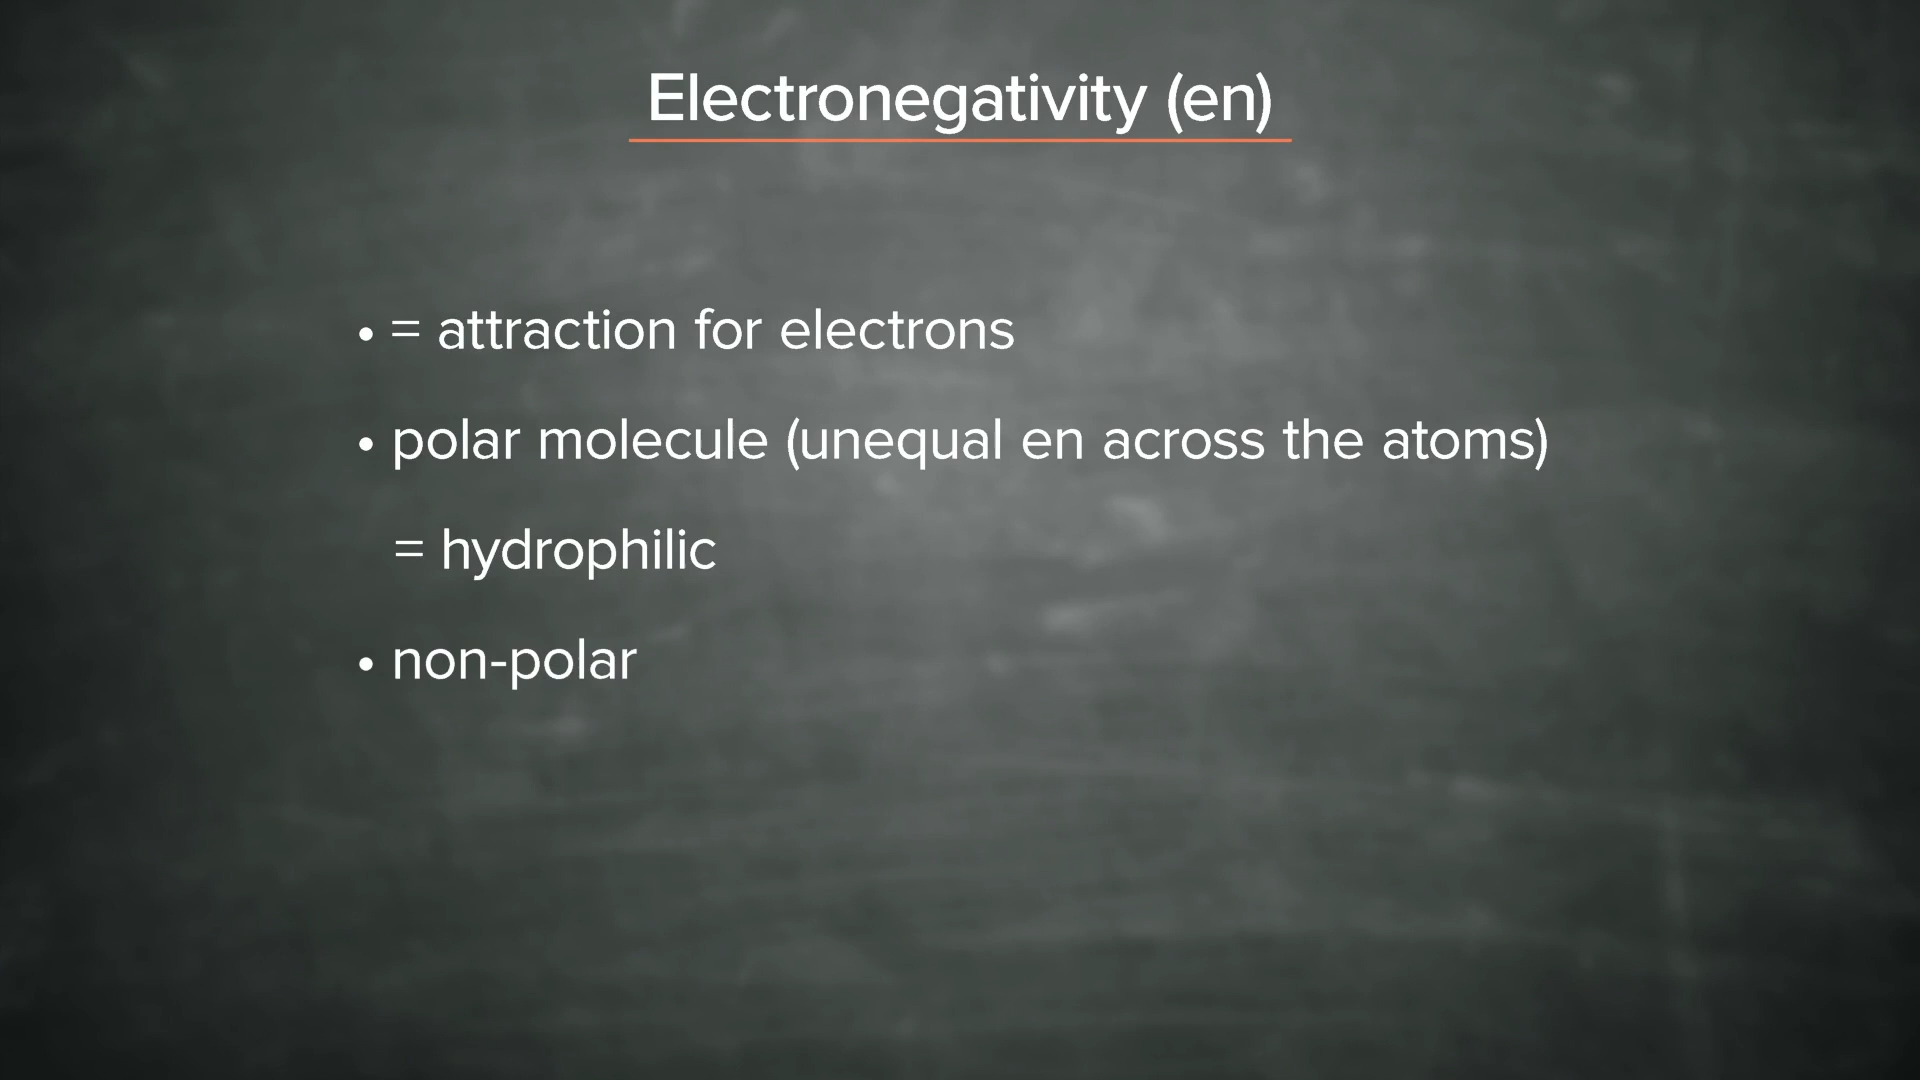 Electronegativity (en)
• = attraction for electrons
• polar molecule (unequal en across the atoms)
= hydrophilic
• non-polar